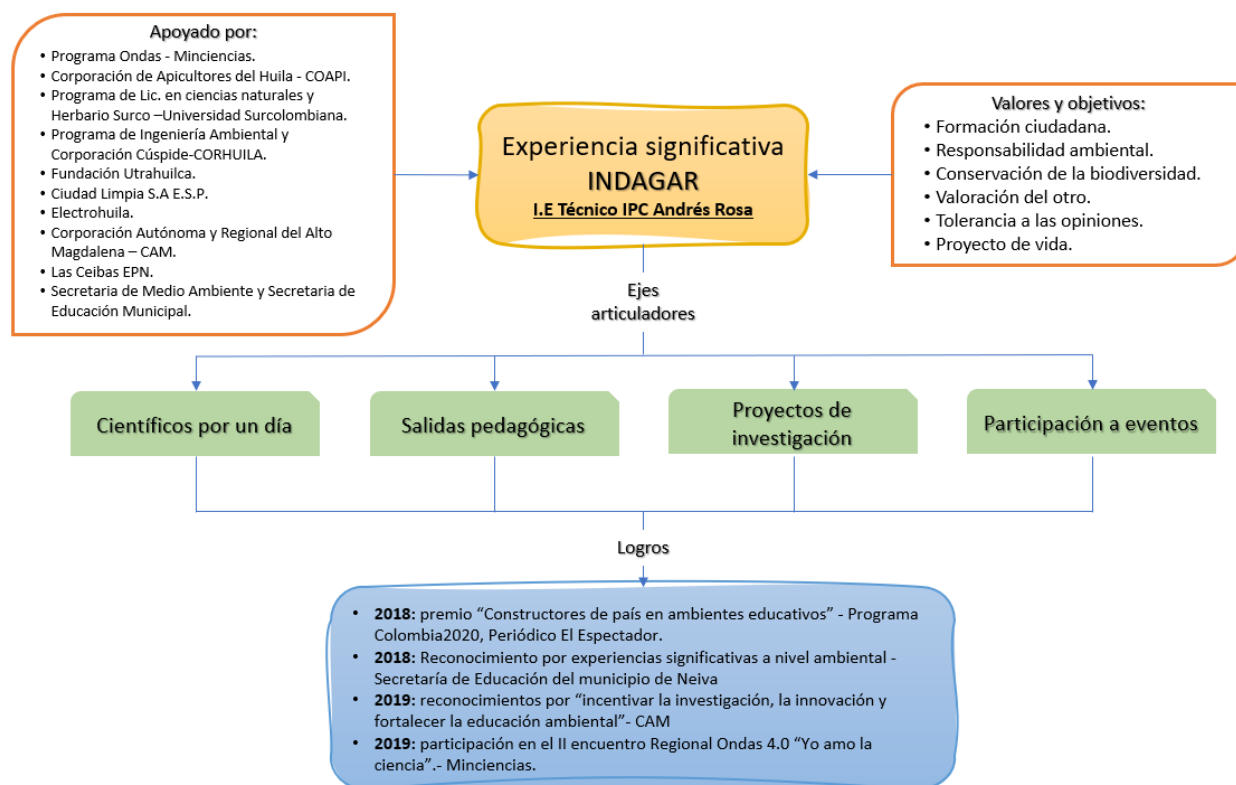 Apoyado por:
• Programa Ondas - Minciencias.
• Corporación de Apicultores del Huila - COAPI.
• Programa de Lic. en ciencias naturales y
Herbario Surco –Universidad Surcolombiana.
• Programa de Ingeniería Ambiental y
Corporación Cúspide-CORHUILA.
• Fundación Utrahuilca.
• Ciudad Limpia S.A E.S.P.
• Electrohuila.
• Corporación Autónoma y Regional del Alto
Magdalena – CAM.
• Las Ceibas EPN.
• Secretaria de Medio Ambiente y Secretaria de
Educación Municipal.
Experiencia significativa
INDAGAR
I.E Técnico IPC Andrés Rosa
Valores y objetivos:
• Formación ciudadana.
• Responsabilidad ambiental.
• Conservación de la biodiversidad.
• Valoración del otro.
• Tolerancia a las opiniones.
• Proyecto de vida.
Ejes
articuladores
Científicos por un día
Salidas pedagógicas
Proyectos de
investigación
Participación a eventos
Logros
• 2018: premio “Constructores de país en ambientes educativos” - Programa
Colombia2020, Periódico El Espectador.
• 2018: Reconocimiento por experiencias significativas a nivel ambiental -
Secretaría de Educación del municipio de Neiva
• 2019: reconocimientos por “incentivar la investigación, la innovación y
fortalecer la educación ambiental”- CAM
• 2019: participación en el II encuentro Regional Ondas 4.0 “Yo amo la
ciencia”.- Minciencias.